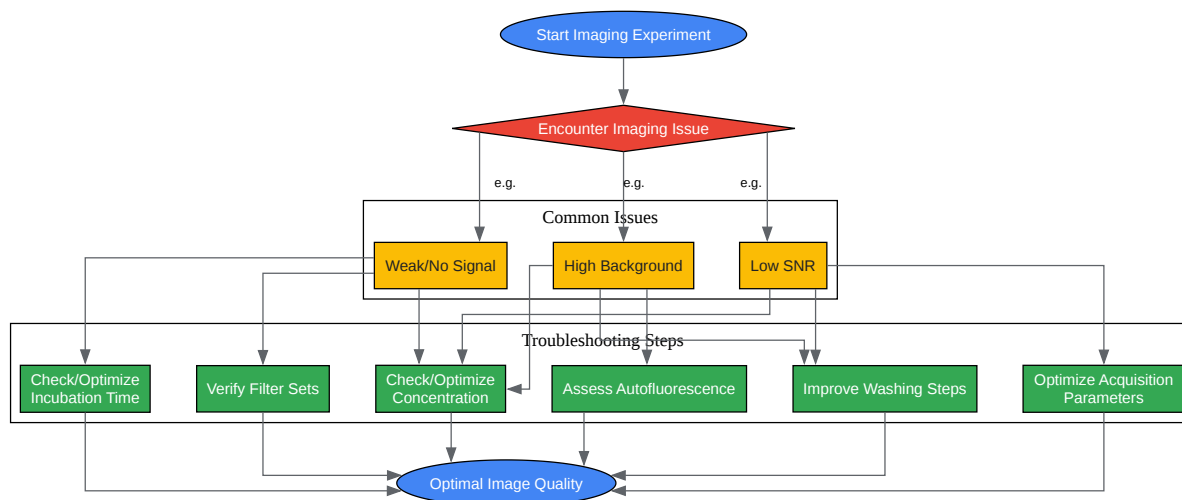 Start Imaging Experiment
Encounter Imaging Issue
e.g.
e.g.
e.g.
Common Issues
Weak/No Signal
High Background
Low SNR
Troubleshooting Steps
Check/Optimize
Incubation Time
Verify Filter Sets
Check/Optimize
Concentration
Assess Autofluorescence
Improve Washing Steps
Optimize Acquisition
Parameters
Optimal Image Quality